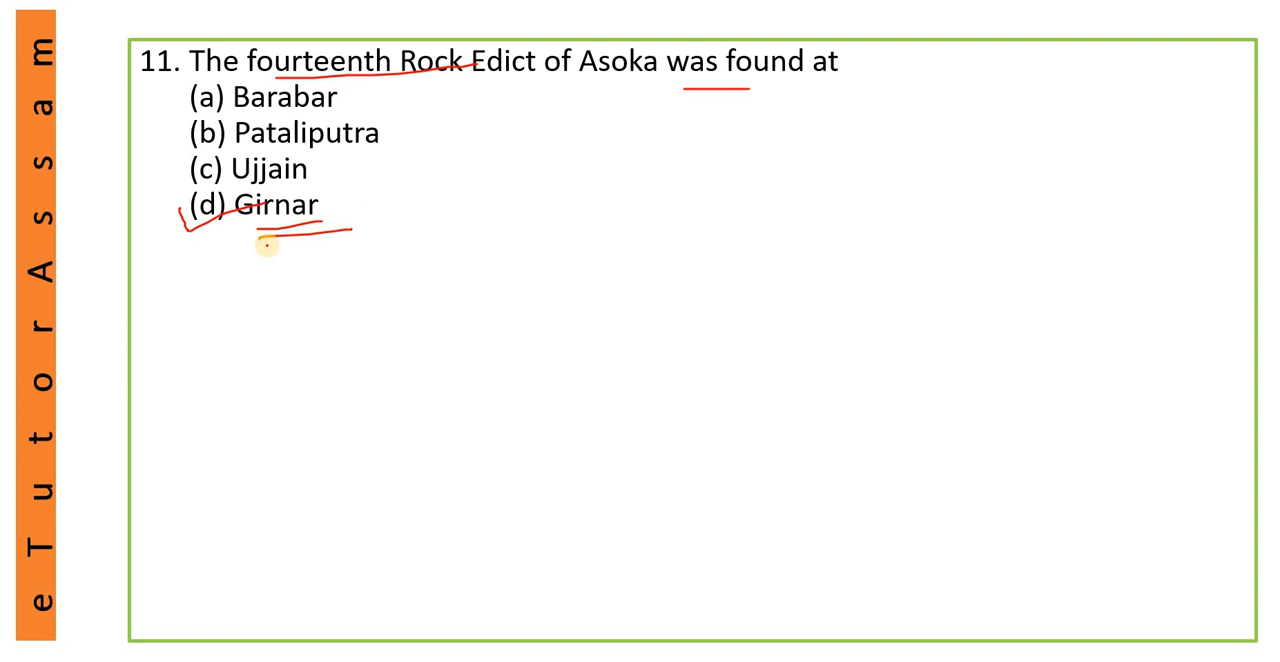 eTutorAssam
11. The fourteenth Rock Edict of Asoka was found at
(a) Barabar
(b) Pataliputra
(c) Ujjain
(d) Girnar